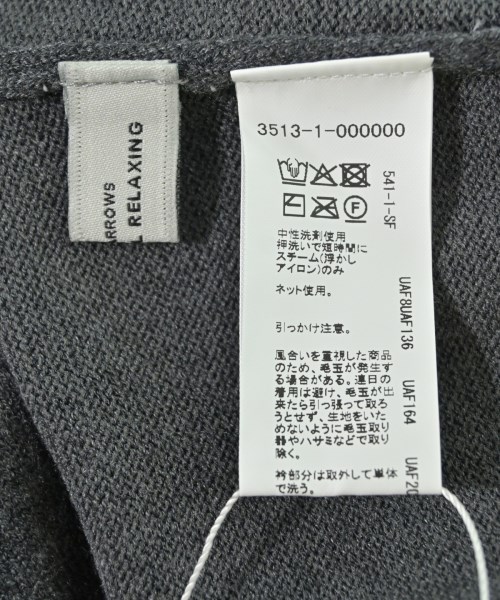 ARROWS
RELAXING
3513-1-000000
541-1-SF
中性洗剤使用
押洗いで短時間に
スチーム(浮かし
アイロン)のみ
ネット使用。
引っかけ注意。
風合いを重視した商品
のため、毛玉が発生す
る場合がある。連日の
着用は避け、毛玉が出
来たら引っ張って取ろ
うとせず、生地をいた
めないように毛玉取り
器やハサミなどで取り
除く。
衿部分は取外して単体
で洗う。
UAF8UAF136 UAF164